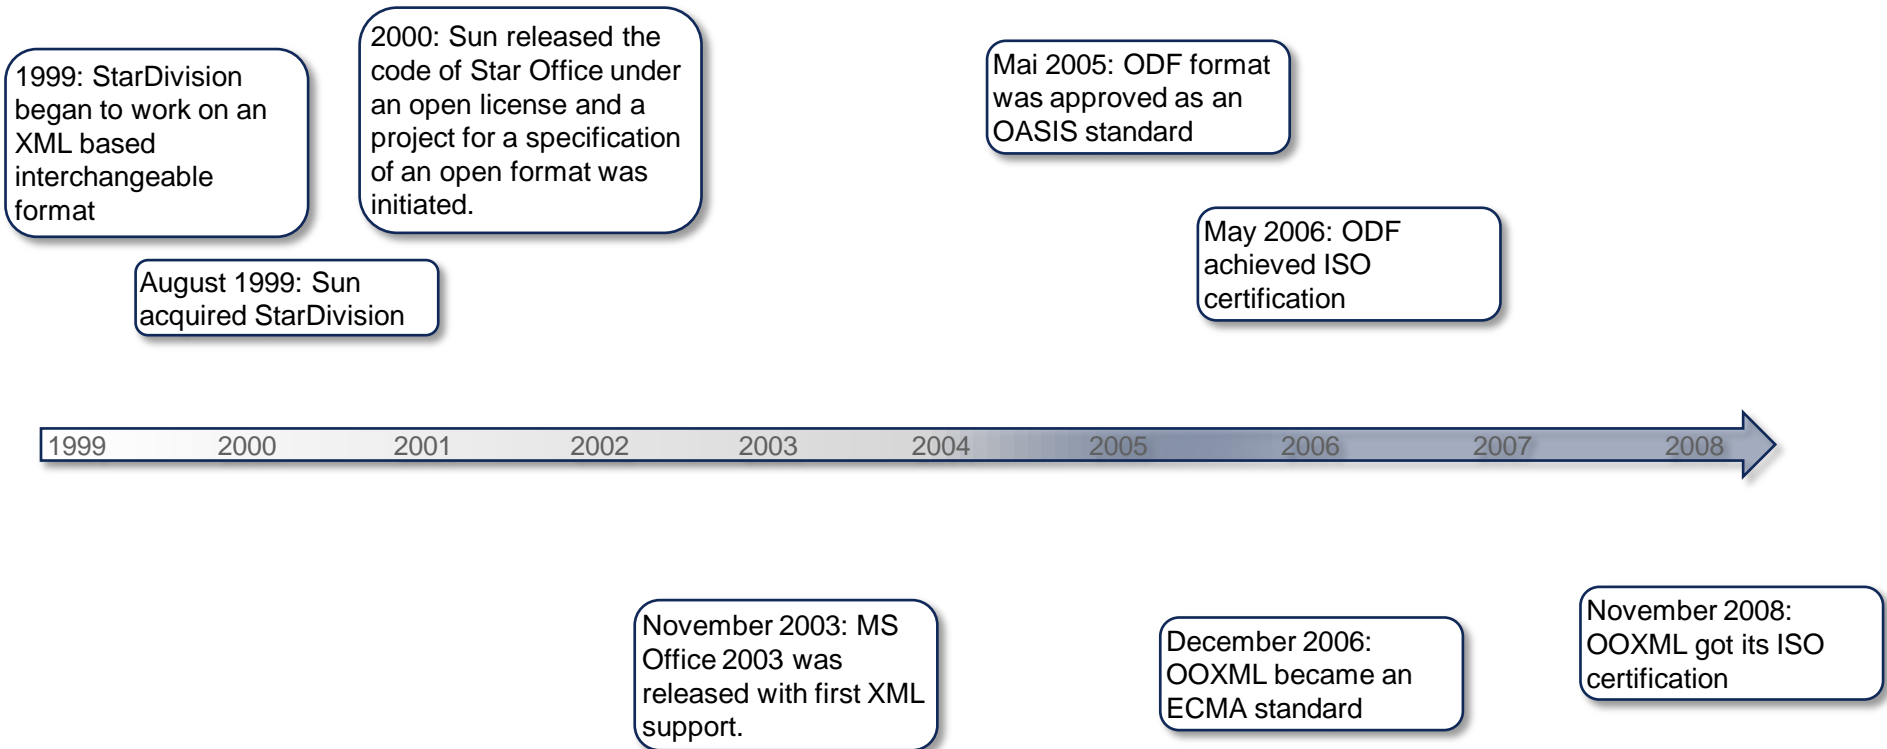 1999: StarDivision
began to work on an
XML based
interchangeable
format
2000: Sun released the
code of Star Office under
an open license and a
project for a specification
of an open format was
initiated.
Mai 2005: ODF format
was approved as an
OASIS standard
May 2006: ODF
achieved ISO
certification
August 1999: Sun
acquired StarDivision
1999 2000 2001 2002 2003 2004 2005 2006 2007 2008
November 2003: MS
Office 2003 was
released with first XML
support.
December 2006:
OOXML became an
ECMA standard
November 2008:
OOXML got its ISO
certification